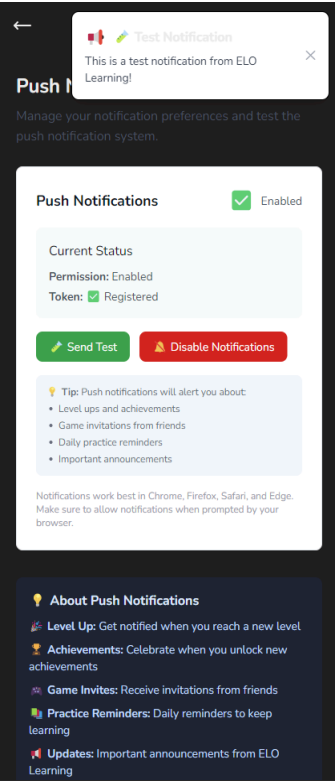 Test Notification
This is a test notification from ELO
Learning!
Push
Manage your notification preferences and test the
push notification system.
Push Notifications
Enabled
Current Status
Permission: Enabled
Token: ✅ Registered
Send Test
Disable Notifications
💡 Tip: Push notifications will alert you about:
• Level ups and achievements
• Game invitations from friends
• Daily practice reminders
• Important announcements
Notifications work best in Chrome, Firefox, Safari, and Edge.
Make sure to allow notifications when prompted by your
browser.
💡 About Push Notifications
🎉 Level Up: Get notified when you reach a new level
🏆 Achievements: Celebrate when you unlock new
achievements
🎮 Game Invites: Receive invitations from friends
📚 Practice Reminders: Daily reminders to keep
learning
📢 Updates: Important announcements from ELO
Learning